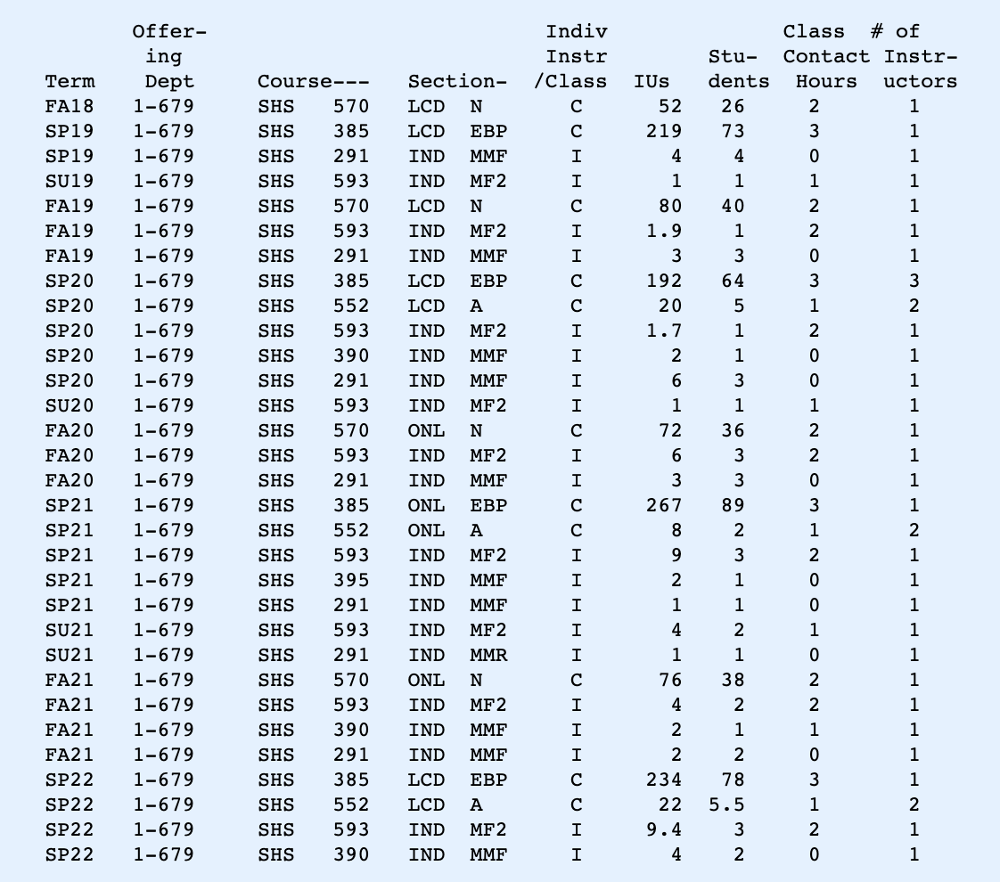 Offer- Indiv Class # of
ing Instr Stu- Contact Instr-
Term Dept Course--- Section- /Class IUs dents Hours uctors
FA18 1-679 SHS 570 LCD N C 52 26 2 1
SP19 1-679 SHS 385 LCD EBP C 219 73 3 1
SP19 1-679 SHS 291 IND MMF I 4 4 0 1
SU19 1-679 SHS 593 IND MF2 I 1 1 1 1
FA19 1-679 SHS 570 LCD N C 80 40 2 1
FA19 1-679 SHS 593 IND MF2 I 1.9 1 2 1
FA19 1-679 SHS 291 IND MMF I 3 3 0 1
SP20 1-679 SHS 385 LCD EBP C 192 64 3 3
SP20 1-679 SHS 552 LCD A C 20 5 1 2
SP20 1-679 SHS 593 IND MF2 I 1.7 1 2 1
SP20 1-679 SHS 390 IND MMF I 2 1 0 1
SP20 1-679 SHS 291 IND MMF I 6 3 0 1
SU20 1-679 SHS 593 IND MF2 I 1 1 1 1
FA20 1-679 SHS 570 ONL N C 72 36 2 1
FA20 1-679 SHS 593 IND MF2 I 6 3 2 1
FA20 1-679 SHS 291 IND MMF I 3 3 0 1
SP21 1-679 SHS 385 ONL EBP C 267 89 3 1
SP21 1-679 SHS 552 ONL A C 8 2 1 2
SP21 1-679 SHS 593 IND MF2 I 9 3 2 1
SP21 1-679 SHS 395 IND MMF I 2 1 0 1
SP21 1-679 SHS 291 IND MMF I 1 1 0 1
SU21 1-679 SHS 593 IND MF2 I 4 2 1 1
SU21 1-679 SHS 291 IND MMR I 1 1 0 1
FA21 1-679 SHS 570 ONL N C 76 38 2 1
FA21 1-679 SHS 593 IND MF2 I 4 2 2 1
FA21 1-679 SHS 390 IND MMF I 2 1 1 1
FA21 1-679 SHS 291 IND MMF I 2 2 0 1
SP22 1-679 SHS 385 LCD EBP C 234 78 3 1
SP22 1-679 SHS 552 LCD A C 22 5.5 1 2
SP22 1-679 SHS 593 IND MF2 I 9.4 3 2 1
SP22 1-679 SHS 390 IND MMF I 4 2 0 1